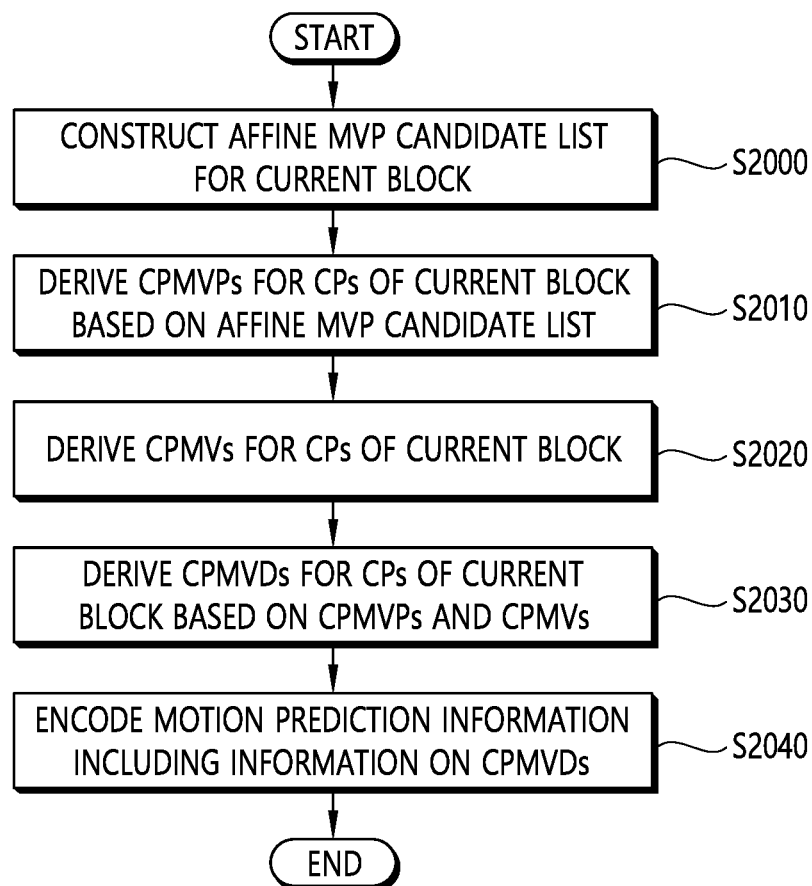 START
CONSTRUCT AFFINE MVP CANDIDATE LIST
FOR CURRENT BLOCK
S2000
DERIVE CPMVPs FOR CPs OF CURRENT BLOCK
BASED ON AFFINE MVP CANDIDATE LIST
S2010
DERIVE CPMVs FOR CPs OF CURRENT BLOCK
S2020
DERIVE CPMVDs FOR CPs OF CURRENT
BLOCK BASED ON CPMVPs AND CPMVs
S2030
ENCODE MOTION PREDICTION INFORMATION
INCLUDING INFORMATION ON CPMVDs
S2040
END